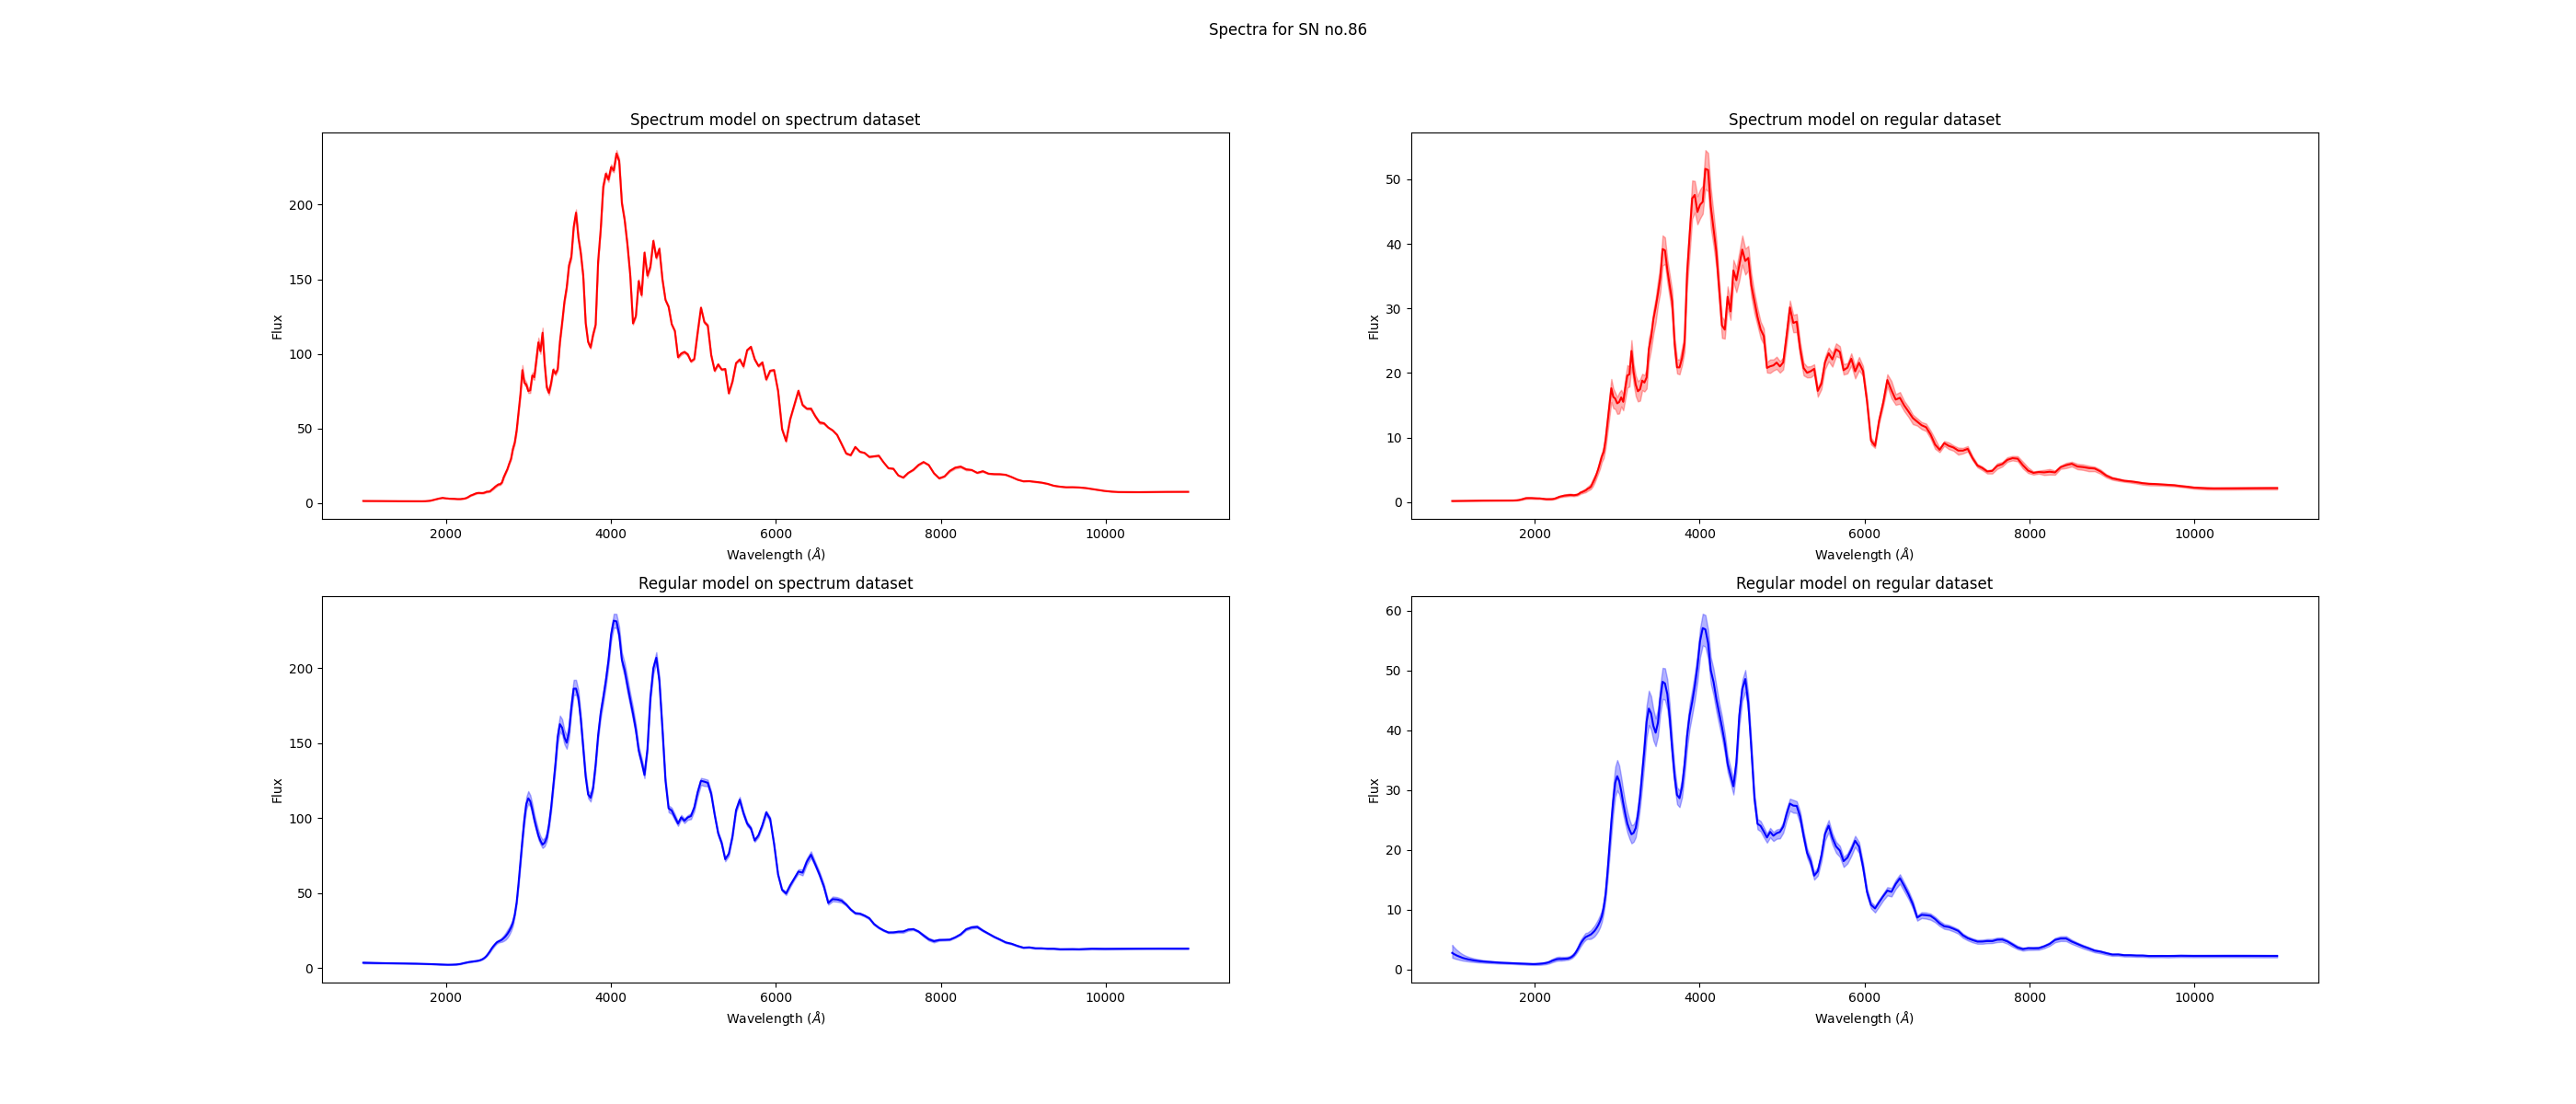 Spectra for SN no.86
Spectrum model on spectrum dataset
Flux
200
150
100
50
0
2000 4000 6000 8000 10000
Wavelength (Å)
Spectrum model on regular dataset
Flux
50
40
30
20
10
0
2000 4000 6000 8000 10000
Wavelength (Å)
Regular model on spectrum dataset
Flux
200
150
100
50
0
2000 4000 6000 8000 10000
Wavelength (Å)
Regular model on regular dataset
Flux
60
50
40
30
20
10
0
2000 4000 6000 8000 10000
Wavelength (Å)